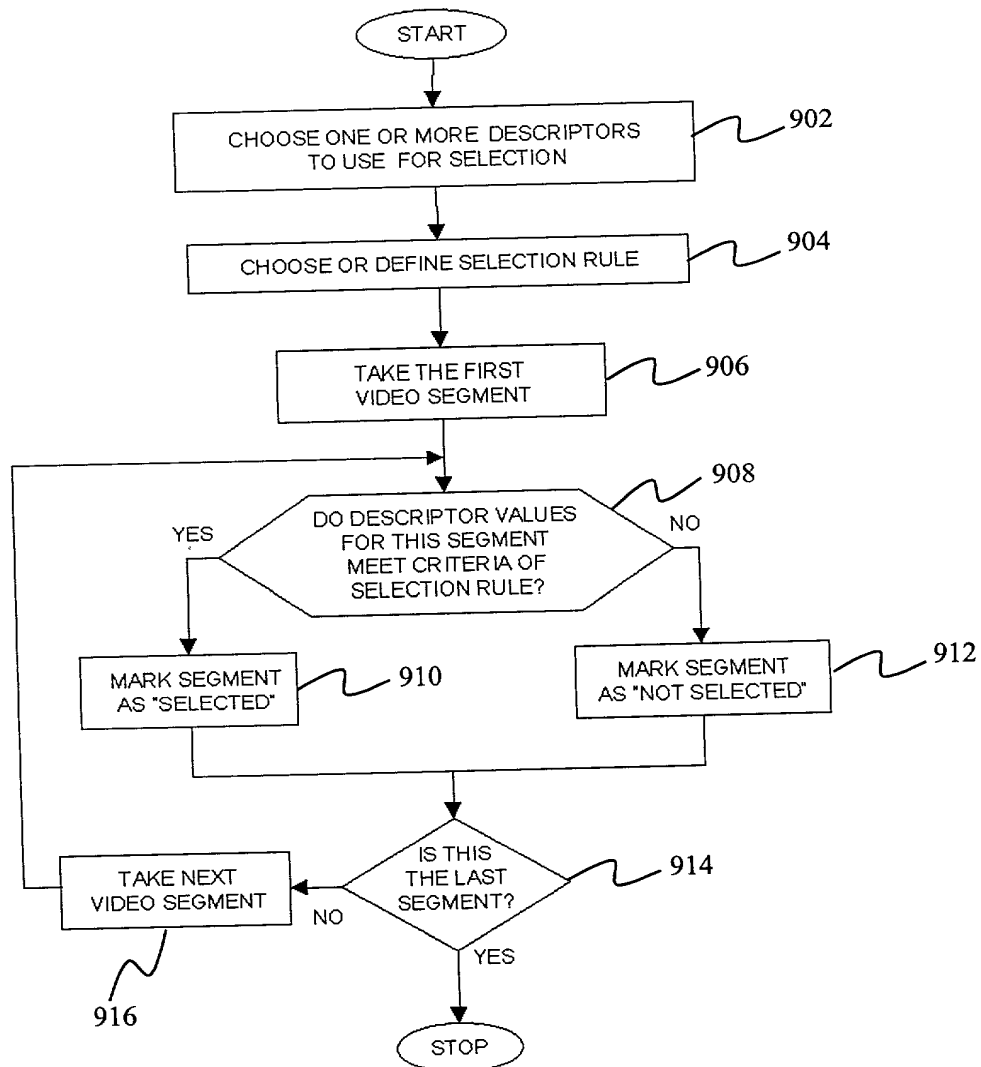 START
CHOOSE ONE OR MORE DESCRIPTORS
TO USE FOR SELECTION
902
CHOOSE OR DEFINE SELECTION RULE
904
TAKE THE FIRST
VIDEO SEGMENT
906
908
YES
DO DESCRIPTOR VALUES
FOR THIS SEGMENT
MEET CRITERIA OF
SELECTION RULE?
NO
MARK SEGMENT
AS "SELECTED"
910
MARK SEGMENT
AS "NOT SELECTED"
912
IS THIS
THE LAST
SEGMENT?
914
TAKE NEXT
VIDEO SEGMENT
NO
YES
916
STOP